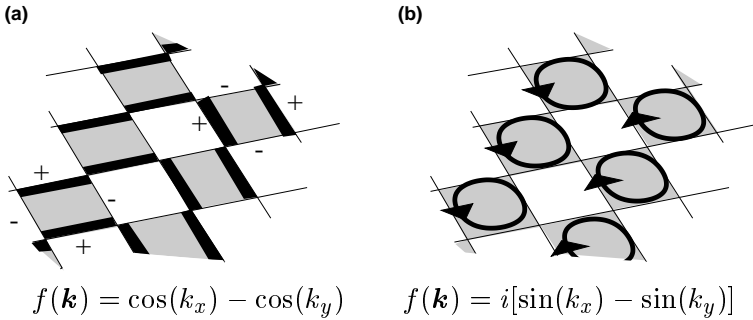 (a)
(b)
-
+
+
-
+
-
-
+
f(k) = cos(k_x) − cos(k_y)
f(k) = i[sin(k_x) − sin(k_y)]